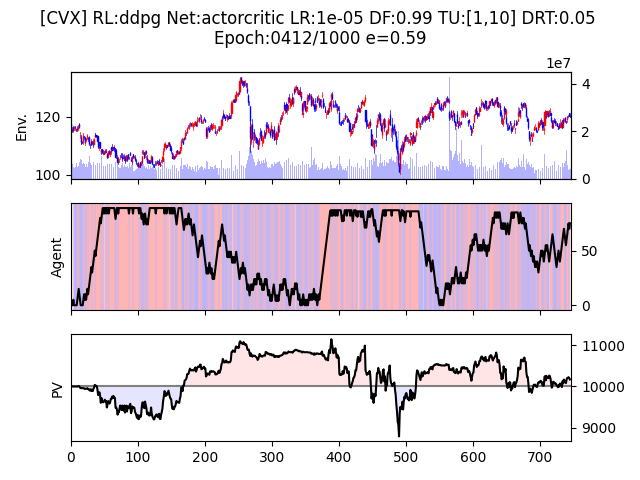 [CVX] RL:ddpg Net:actorcritic LR:1e-05 DF:0.99 TU:[1,10] DRT:0.05
Epoch:0412/1000 e=0.59
1e7
Env.
120
100
4
2
0
Agent
50
0
PV
11000
10000
9000
0 100 200 300 400 500 600 700